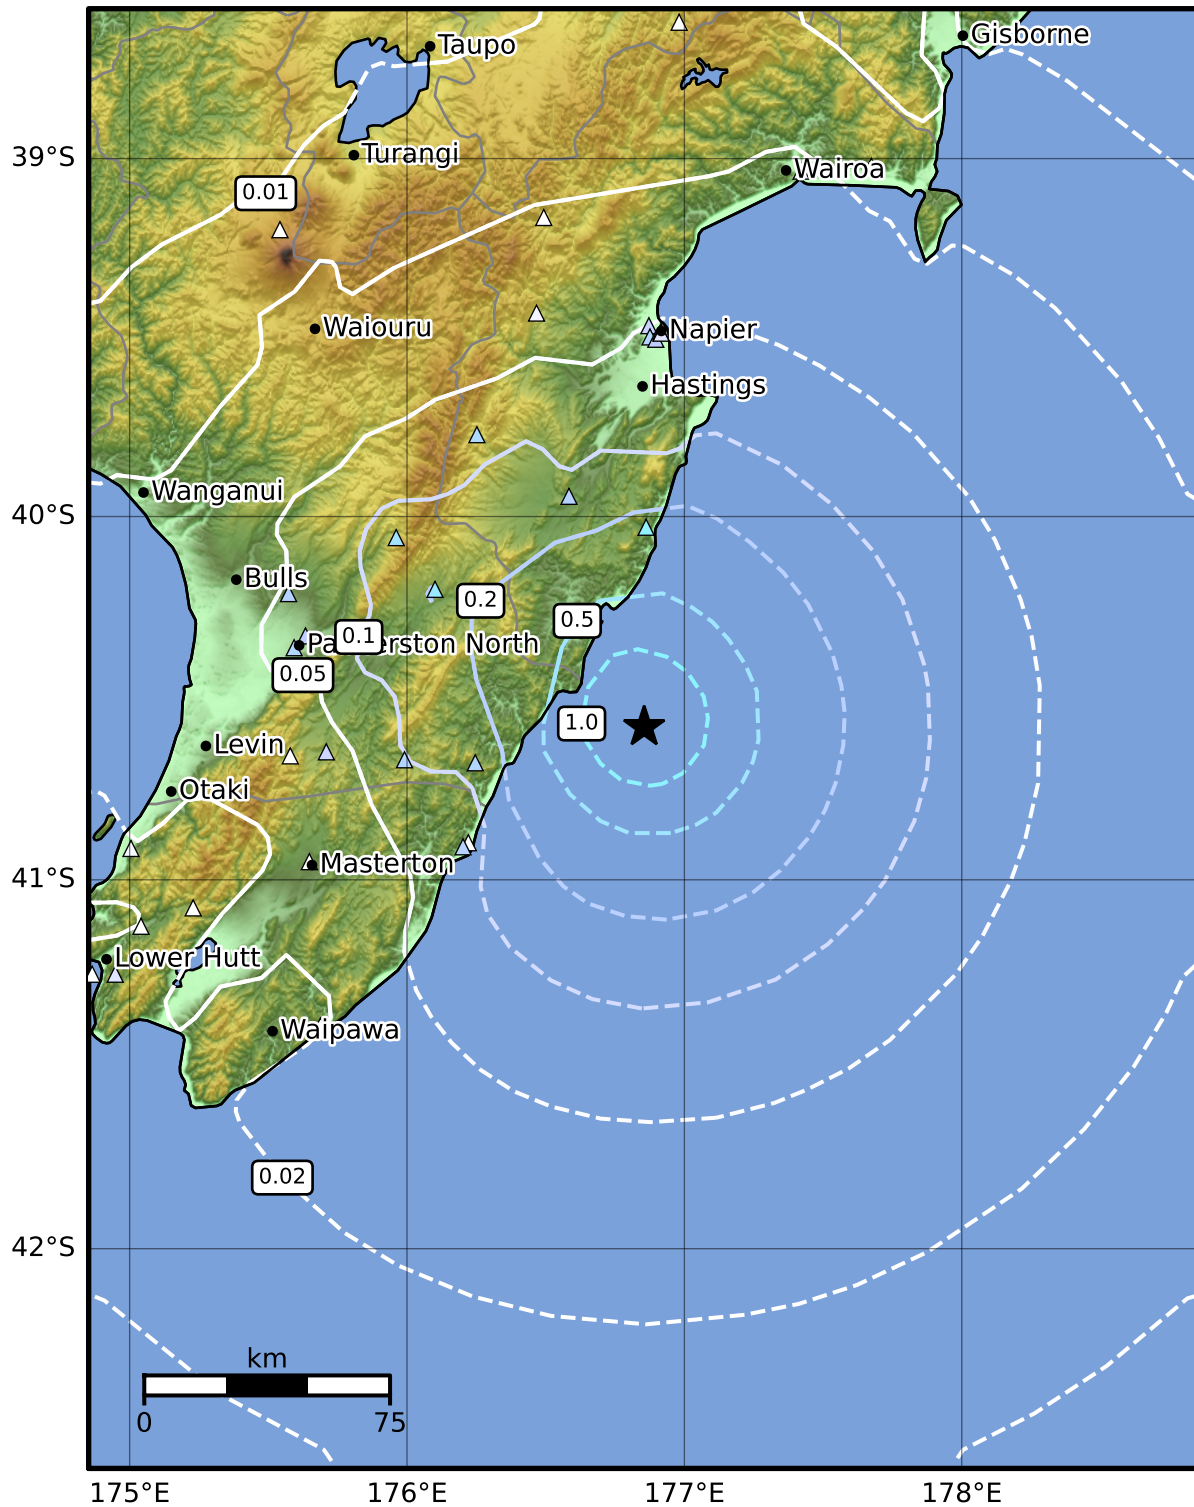 Gisborne
Taupo
39°S
Turangi
Wairoa
0.01
Waiouru
Napier
Hastings
Wanganui
40°S
Bulls
0.2
0.5
0.1
Palmerston North
0.05
1.0
Levin
Otaki
Masterton
41°S
Lower Hutt
Waipawa
0.02
42°S
km
0
75
175°E
176°E
177°E
178°E